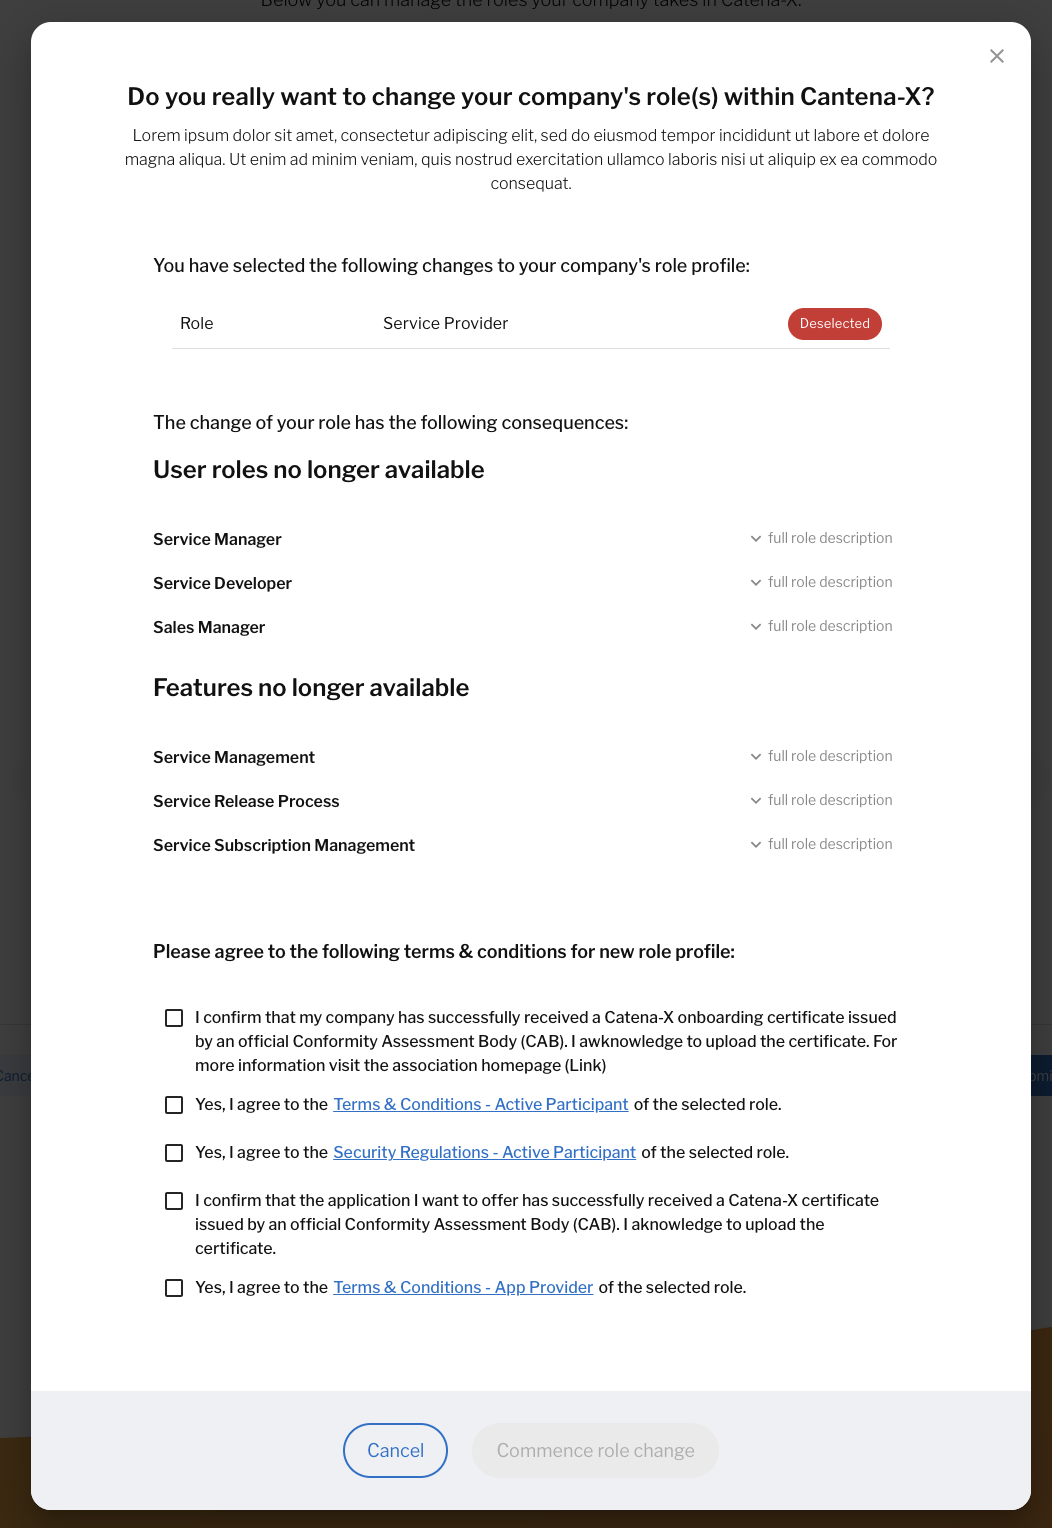 Below you can manage the roles your company takes in Catena-X.
Do you really want to change your company's role(s) within Cantena-X?
Lorem ipsum dolor sit amet, consectetur adipiscing elit, sed do eiusmod tempor incididunt ut labore et dolore
magna aliqua. Ut enim ad minim veniam, quis nostrud exercitation ullamco laboris nisi ut aliquip ex ea commodo
consequat.
You have selected the following changes to your company's role profile:
Role Service Provider Deselected
The change of your role has the following consequences:
User roles no longer available
Service Manager full role description
Service Developer full role description
Sales Manager full role description
Features no longer available
Service Management full role description
Service Release Process full role description
Service Subscription Management full role description
Please agree to the following terms & conditions for new role profile:
I confirm that my company has successfully received a Catena-X onboarding certificate issued
by an official Conformity Assessment Body (CAB). I awknowledge to upload the certificate. For
more information visit the association homepage (Link)
Yes, I agree to the Terms & Conditions - Active Participant of the selected role.
Yes, I agree to the Security Regulations - Active Participant of the selected role.
I confirm that the application I want to offer has successfully received a Catena-X certificate
issued by an official Conformity Assessment Body (CAB). I aknowledge to upload the
certificate.
Yes, I agree to the Terms & Conditions - App Provider of the selected role.
Cancel Commence role change